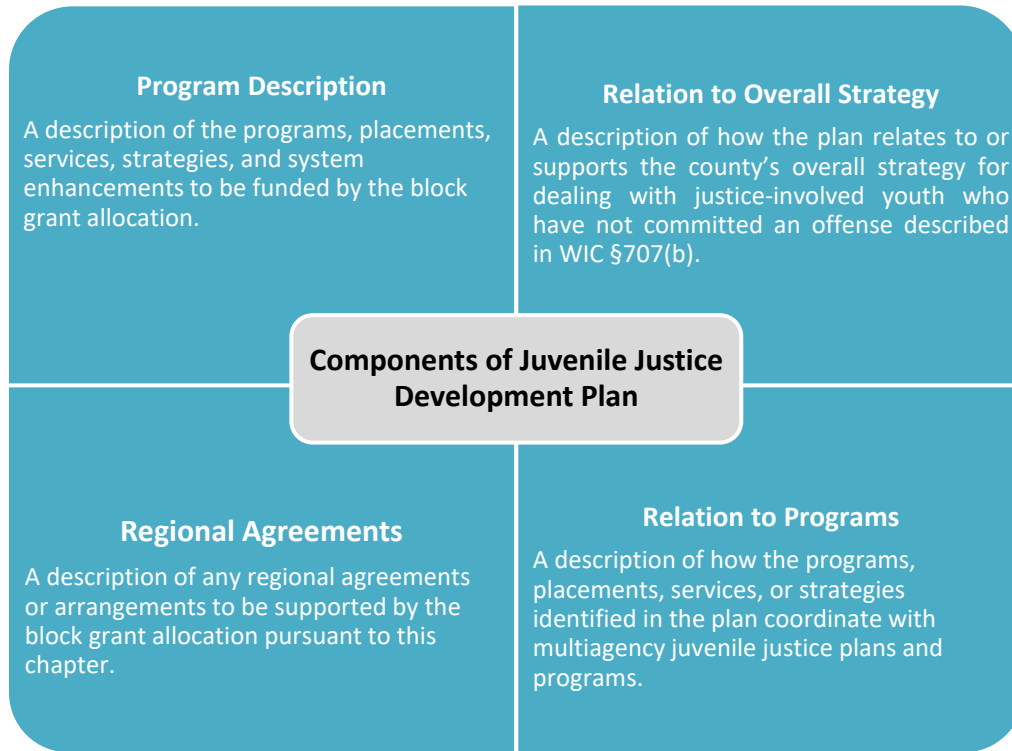 Program Description
A description of the programs, placements,
services, strategies, and system
enhancements to be funded by the block
grant allocation.
Relation to Overall Strategy
A description of how the plan relates to or
supports the county’s overall strategy for
dealing with justice-involved youth who
have not committed an offense described
in WIC §707(b).
Components of Juvenile Justice
Development Plan
Regional Agreements
A description of any regional agreements
or arrangements to be supported by the
block grant allocation pursuant to this
chapter.
Relation to Programs
A description of how the programs,
placements, services, or strategies
identified in the plan coordinate with
multiagency juvenile justice plans and
programs.